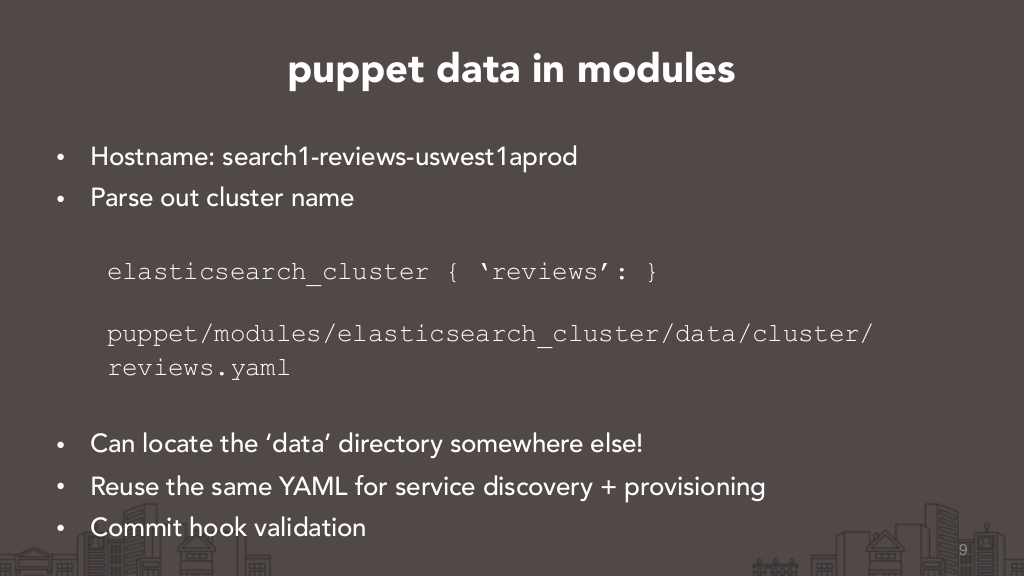 puppet data in modules
• Hostname: search1-reviews-uswest1aprod
• Parse out cluster name
elasticsearch_cluster { ‘reviews’: }
puppet/modules/elasticsearch_cluster/data/cluster/
reviews.yaml
• Can locate the ‘data’ directory somewhere else!
• Reuse the same YAML for service discovery + provisioning
• Commit hook validation
9